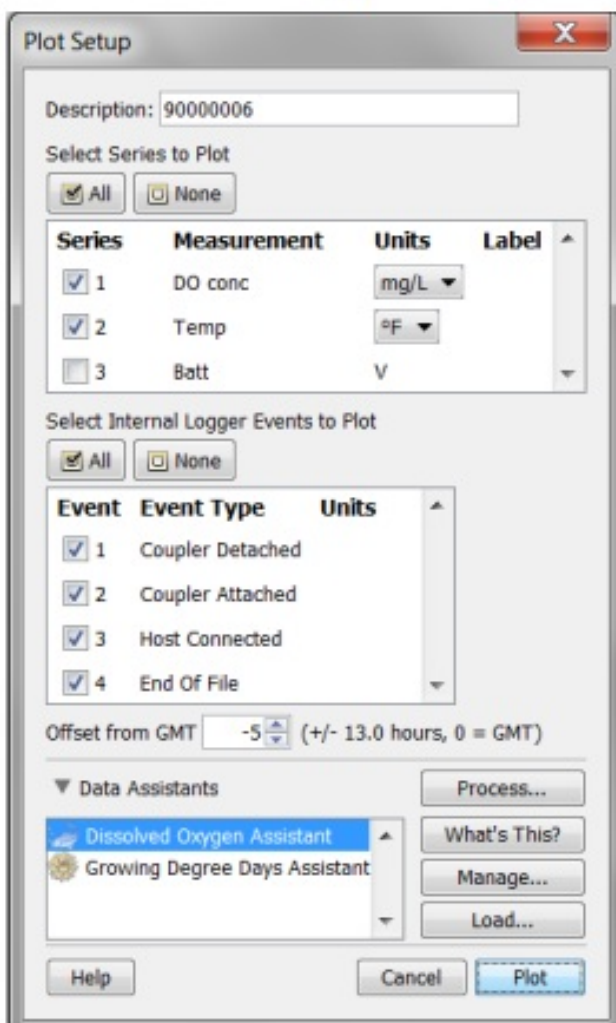 Plot Setup
Description: 90000006
Select Series to Plot
All None
Series Measurement Units Label
1 DO conc mg/L
2 Temp ºF
3 Batt V
Select Internal Logger Events to Plot
All None
Event Event Type Units
1 Coupler Detached
2 Coupler Attached
3 Host Connected
4 End Of File
Offset from GMT -5 (+/- 13.0 hours, 0 = GMT)
Data Assistants Process...
Dissolved Oxygen Assistant What's This?
Growing Degree Days Assistant Manage...
Load...
Help Cancel Plot